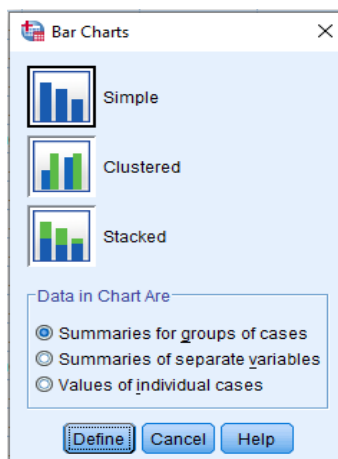 Bar Charts
Simple
Clustered
Stacked
Data in Chart Are
Summaries for groups of cases
Summaries of separate variables
Values of individual cases
Define Cancel Help